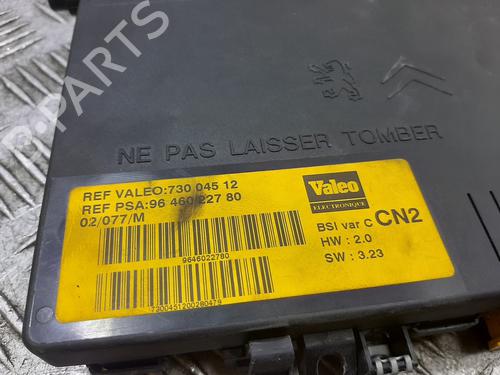 B-PARTS
NE PAS LAISSER TOMBER
REF VALEO:730 045 12
REF PSA:96 460 227 80
02/077/M
9646022780
7300451200280479
Valeo
ELECTRONIQUE
BSI var C CN2
HW : 2.0
SW : 3.23